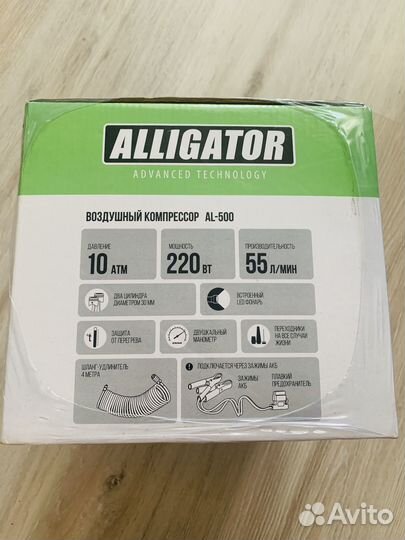 ALLIGATOR
ADVANCED TECHNOLOGY
ВОЗДУШНЫЙ КОМПРЕССОР AL-500
ДАВЛЕНИЕ
10 АТМ
МОЩНОСТЬ
220 ВТ
ПРОИЗВОДИТЕЛЬНОСТЬ
55 Л/МИН
ДВА ЦИЛИНДРА
ДИАМЕТРОМ 30 ММ
ВСТРОЕННЫЙ
LED ФОНАРЬ
ЗАЩИТА
ОТ ПЕРЕГРЕВА
ДВУШКАЛЬНЫЙ
МАНОМЕТР
ПЕРЕХОДНИКИ
НА ВСЕ СЛУЧАИ
ЖИЗНИ
ШЛАНГ-УДЛИНИТЕЛЬ
4 МЕТРА
! ПОДКЛЮЧАЕТСЯ ЧЕРЕЗ ЗАЖИМЫ АКБ
ЗАЖИМЫ
АКБ
ПЛАВКИЙ
ПРЕДОХРАНИТЕЛЬ
Avito